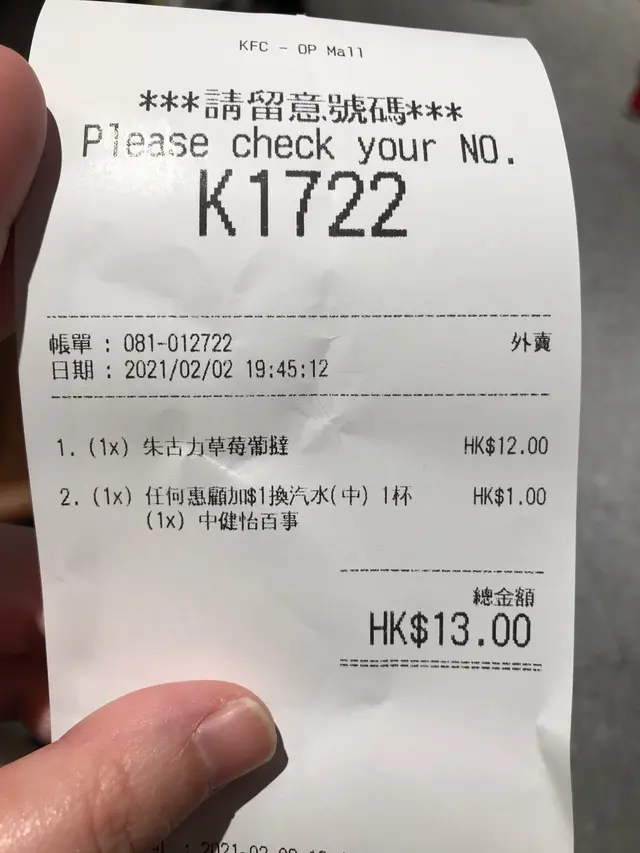 KFC - OP Mall
***請留意號碼***
Please check your NO.
K1722
帳單 : 081-012722 外賣
日期 : 2021/02/02 19:45:12
1. (1x) 朱古力草莓葡撻 HK$12.00
2. (1x) 任何惠顧加$1換汽水(中) 1杯 HK$1.00
(1x) 中健怡百事
總金額
HK$13.00